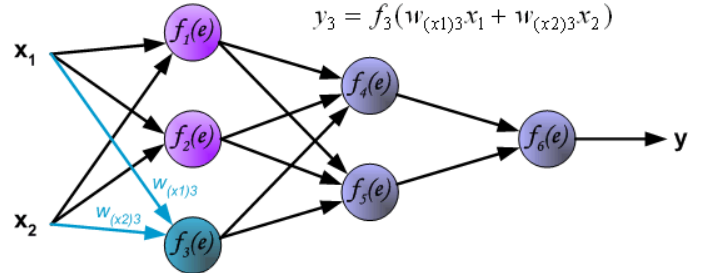 y₃ = f₃(w₍ₓ₁₎₃x₁ + w₍ₓ₂₎₃x₂)
x₁
f₁(e)
f₄(e)
f₂(e)
f₆(e)
y
w₍ₓ₁₎₃
f₅(e)
x₂
w₍ₓ₂₎₃
f₃(e)